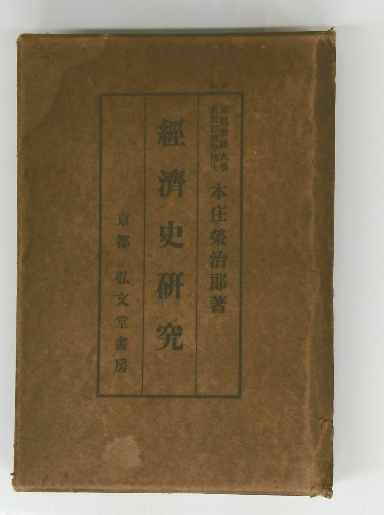 本庄榮治郎著
經濟史研究
京都 弘文堂書房